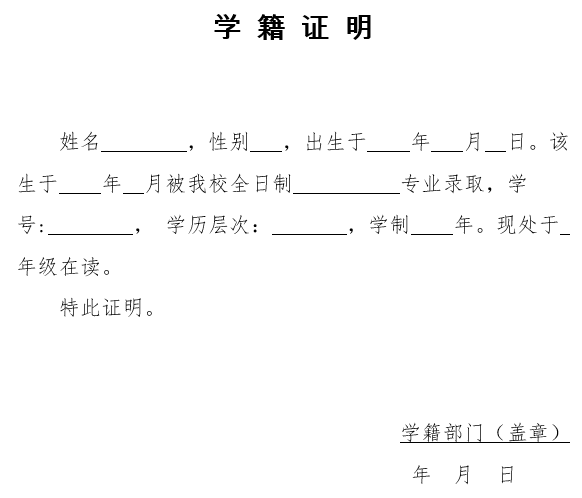 学 籍 证 明
姓名________，性别___，出生于____年___月__日。该
生于____年__月被我校全日制__________专业录取，学
号:________， 学历层次：_______，学制____年。现处于_
年级在读。
特此证明。
学籍部门（盖章）
年 月 日